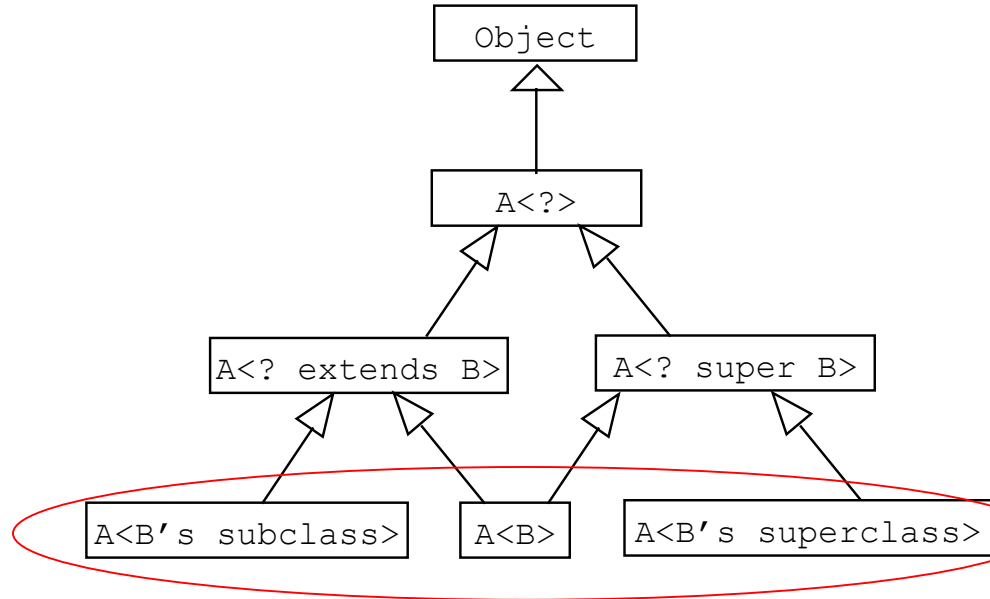 Object
A<?>
A<? extends B>
A<? super B>
A<B’s subclass>
A<B>
A<B’s superclass>